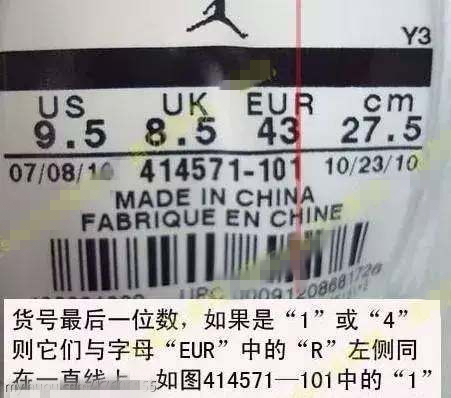 Y3
US UK EUR cm
9.5 8.5 43 27.5
07/08/10 414571-101 10/23/10
MADE IN CHINA
FABRIQUE EN CHINE
UPC 00091208681726
货号最后一位数，如果是“1”或“4”
则它们与字母“EUR”中的“R”左侧同
在一直线上，如图414571—101中的“1”